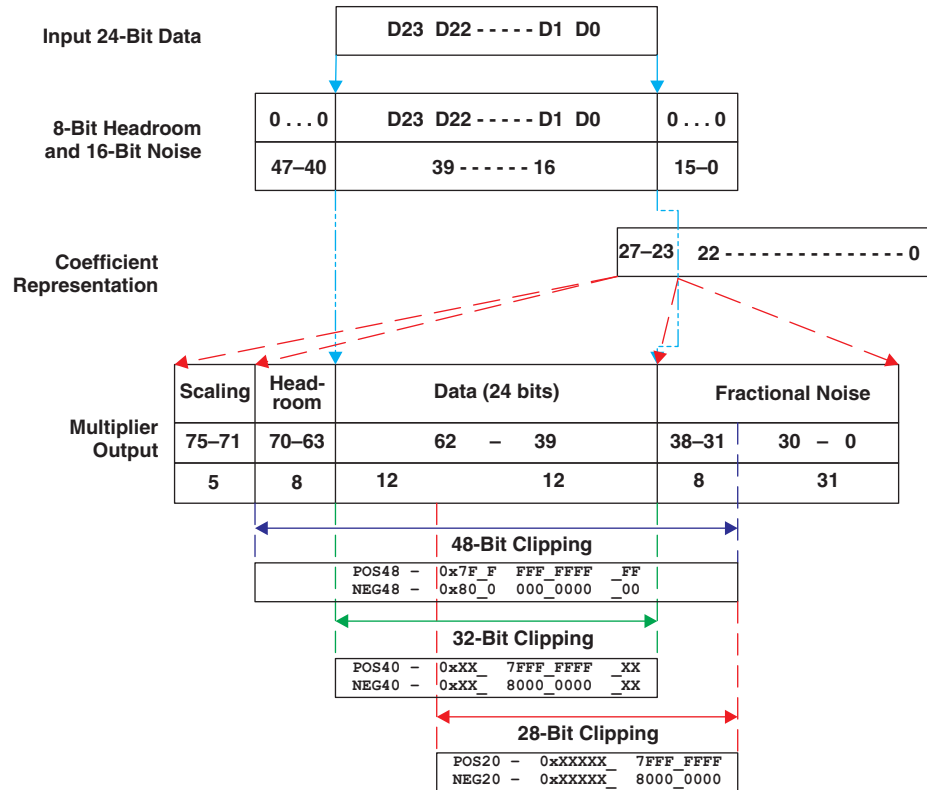 Input 24-Bit Data
D23 D22 - - - - - D1 D0
8-Bit Headroom
and 16-Bit Noise
0 . . . 0 D23 D22 - - - - - D1 D0 0 . . . 0
47–40 39 - - - - - - 16 15–0
Coefficient
Representation
27–23 22 - - - - - - - - - - - - - - - 0
Multiplier
Output
Scaling Head-
room Data (24 bits) Fractional Noise
75–71 70–63 62 – 39 38–31 30 – 0
5 8 12 12 8 31
48-Bit Clipping
POS48 – 0x7F_F FFF_FFFF _FF
NEG48 – 0x80_0 000_0000 _00
32-Bit Clipping
POS40 – 0xXX_ 7FFF_FFFF _XX
NEG40 – 0xXX_ 8000_0000 _XX
28-Bit Clipping
POS20 – 0xXXXXX_ 7FFF_FFFF
NEG20 – 0xXXXXX_ 8000_0000